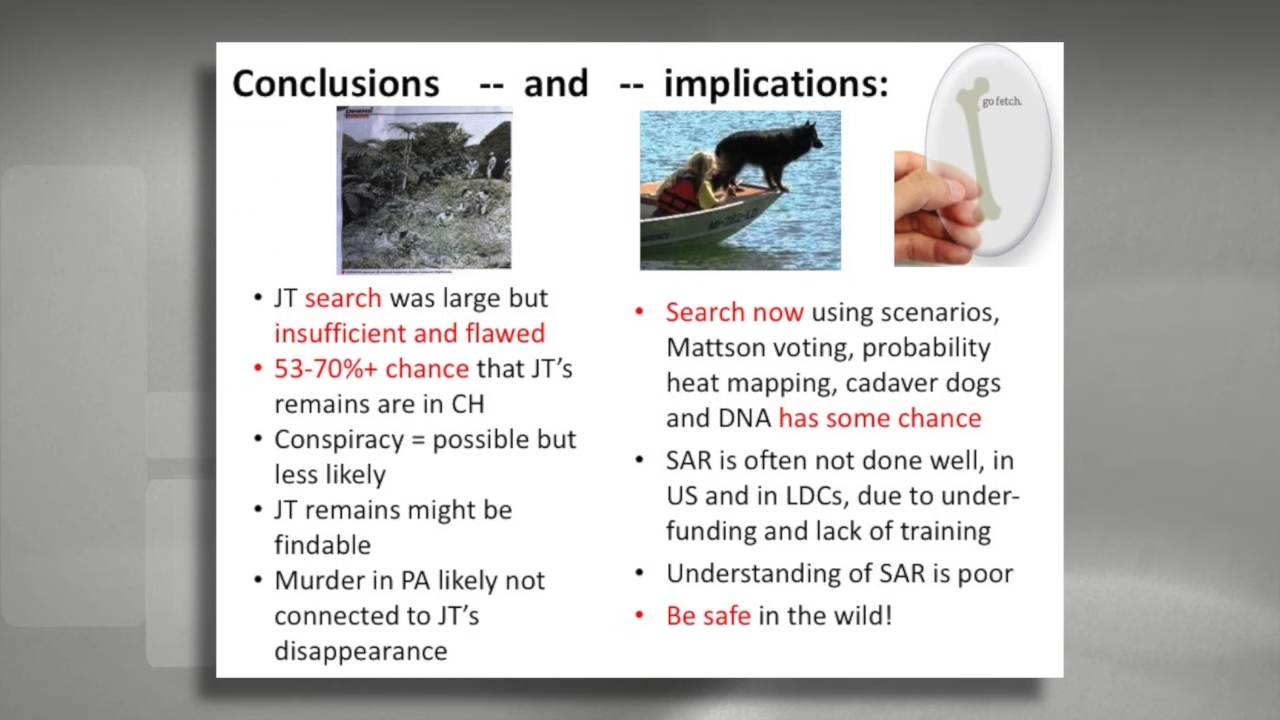 Conclusions -- and -- implications:
go fetch.
• JT search was large but
insufficient and flawed
• 53-70%+ chance that JT's
remains are in CH
• Conspiracy = possible but
less likely
• JT remains might be
findable
• Murder in PA likely not
connected to JT's
disappearance
• Search now using scenarios,
Mattson voting, probability
heat mapping, cadaver dogs
and DNA has some chance
• SAR is often not done well, in
US and in LDCs, due to under-
funding and lack of training
• Understanding of SAR is poor
• Be safe in the wild!